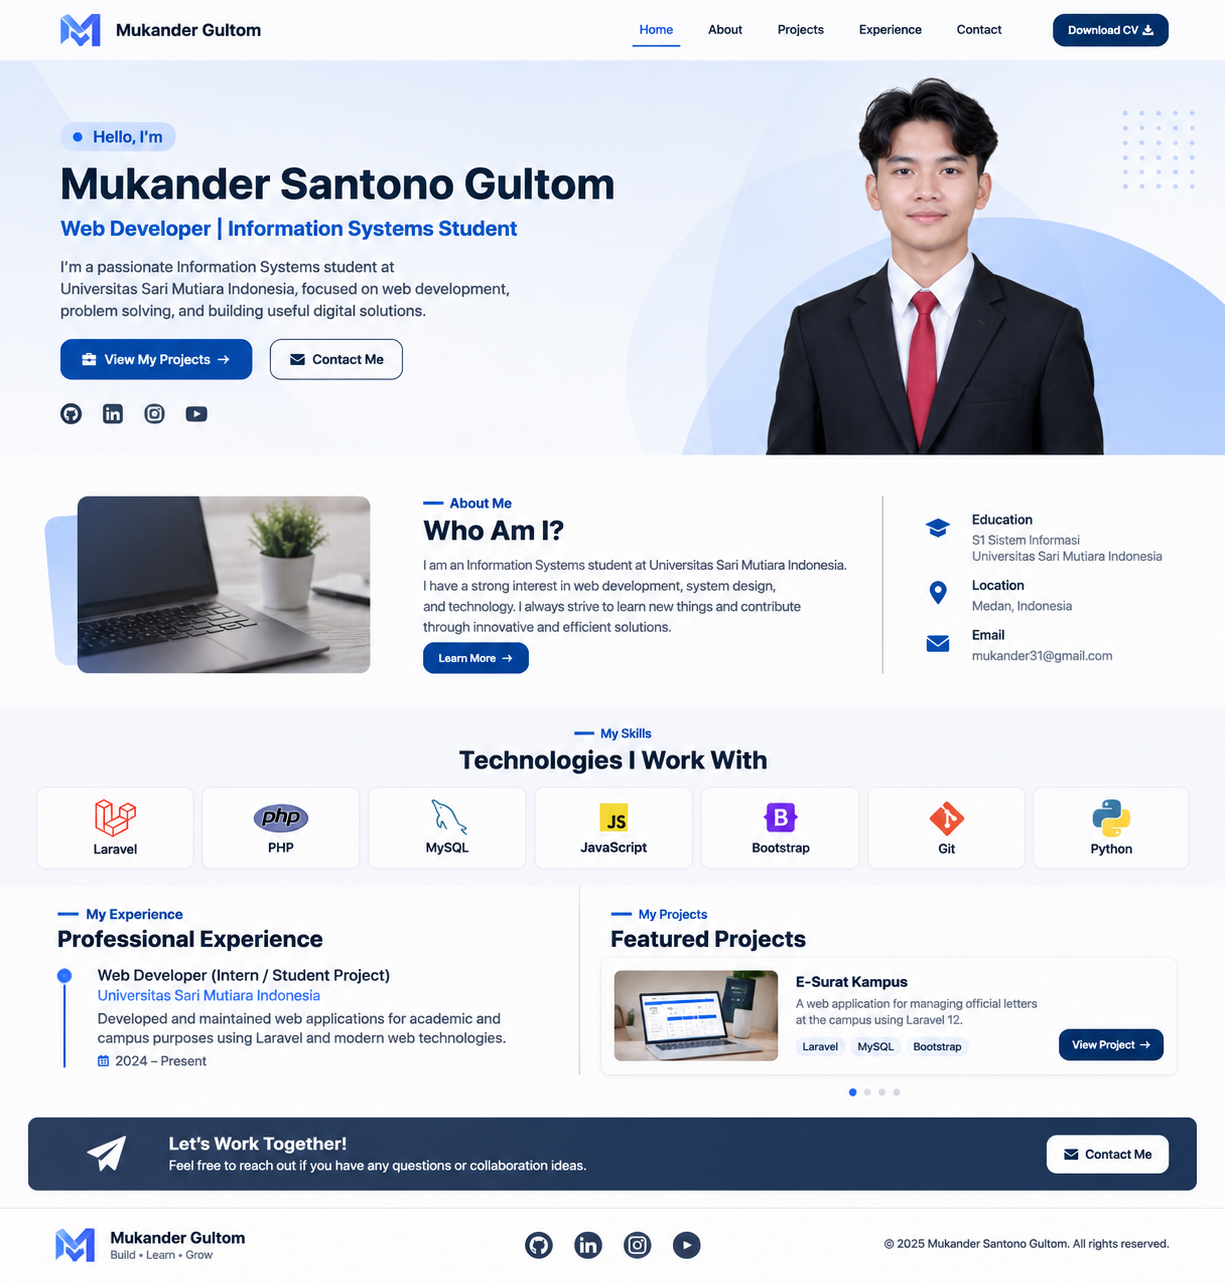 Mukander Gultom
Home
About
Projects
Experience
Contact
Download CV
Hello, I'm
Mukander Santono Gultom
Web Developer | Information Systems Student
I'm a passionate Information Systems student at
Universitas Sari Mutiara Indonesia, focused on web development,
problem solving, and building useful digital solutions.
View My Projects →
Contact Me
in
About Me
Who Am I?
I am an Information Systems student at Universitas Sari Mutiara Indonesia.
I have a strong interest in web development, system design,
and technology. I always strive to learn new things and contribute
through innovative and efficient solutions.
Learn More →
Education
S1 Sistem Informasi
Universitas Sari Mutiara Indonesia
Location
Medan, Indonesia
Email
mukander31@gmail.com
My Skills
Technologies I Work With
Laravel
php
PHP
MySQL
JS
JavaScript
B
Bootstrap
Git
Python
My Experience
Professional Experience
Web Developer (Intern / Student Project)
Universitas Sari Mutiara Indonesia
Developed and maintained web applications for academic and
campus purposes using Laravel and modern web technologies.
2024 – Present
My Projects
Featured Projects
E-Surat Kampus
A web application for managing official letters
at the campus using Laravel 12.
Laravel
MySQL
Bootstrap
View Project →
Let's Work Together!
Feel free to reach out if you have any questions or collaboration ideas.
Contact Me
Mukander Gultom
Build • Learn • Grow
in
© 2025 Mukander Santono Gultom. All rights reserved.